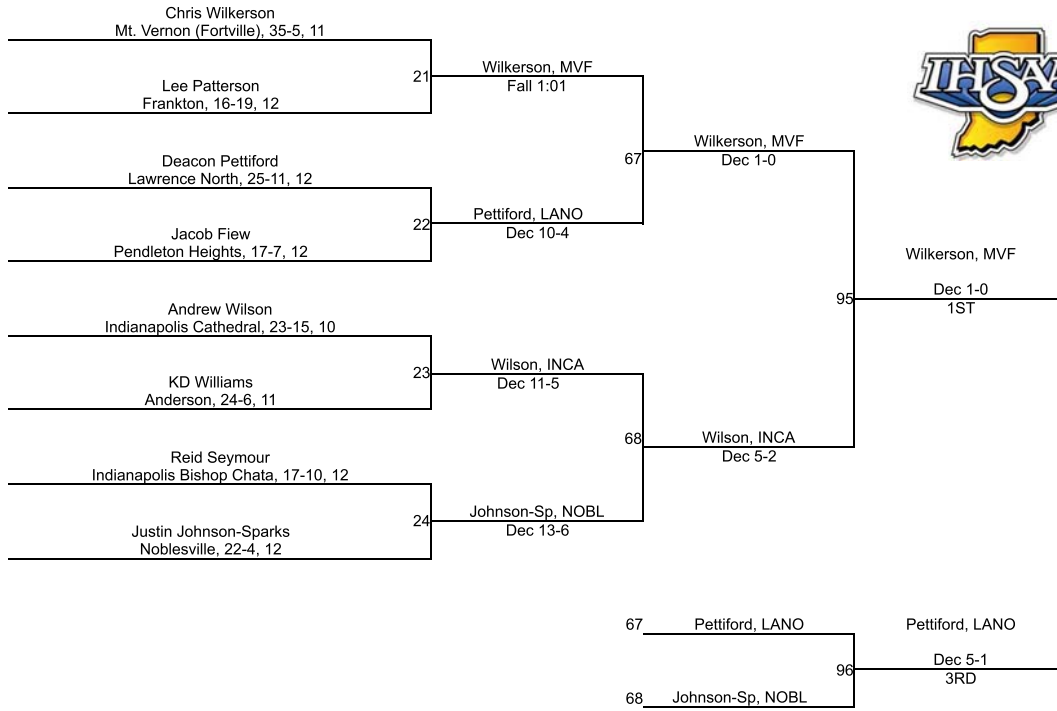 Chris Wilkerson
Mt. Vernon (Fortville), 35-5, 11
21
Lee Patterson
Frankton, 16-19, 12
Wilkerson, MVF
Fall 1:01
Deacon Pettiford
Lawrence North, 25-11, 12
22
Jacob Fiew
Pendleton Heights, 17-7, 12
Pettiford, LANO
Dec 10-4
67
Wilkerson, MVF
Dec 1-0
Andrew Wilson
Indianapolis Cathedral, 23-15, 10
23
KD Williams
Anderson, 24-6, 11
Wilson, INCA
Dec 11-5
Reid Seymour
Indianapolis Bishop Chata, 17-10, 12
24
Justin Johnson-Sparks
Noblesville, 22-4, 12
Johnson-Sp, NOBL
Dec 13-6
68
Wilson, INCA
Dec 5-2
95
Wilkerson, MVF
Dec 1-0
1ST
67
Pettiford, LANO
96
68
Johnson-Sp, NOBL
Pettiford, LANO
Dec 5-1
3RD
IHSAA